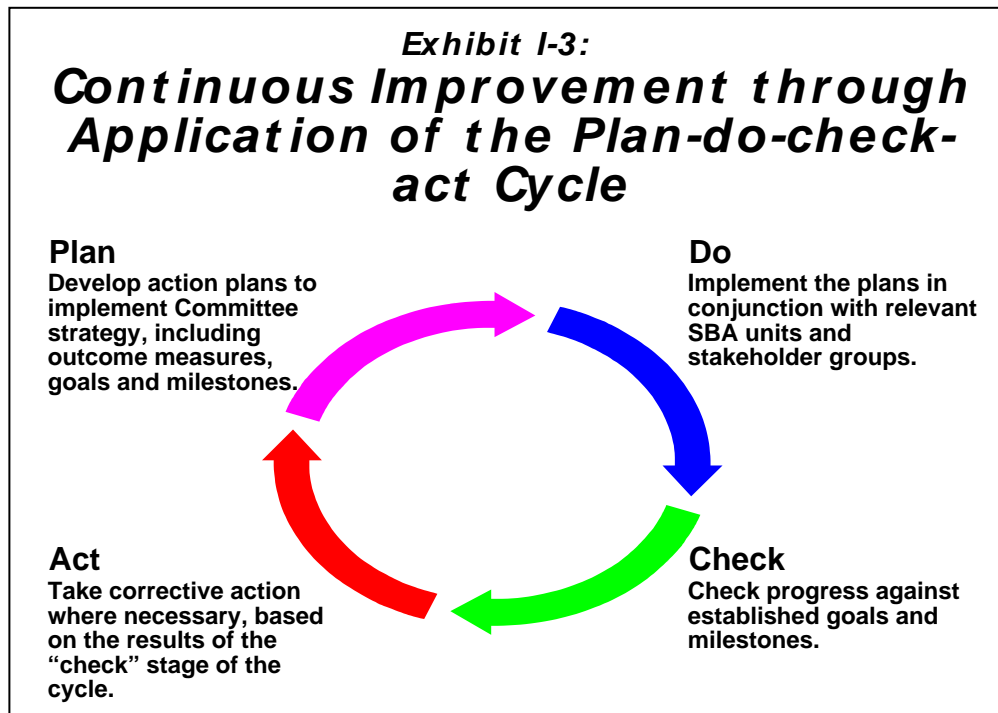 Exhibit I-3:
Continuous Improvement through
Application of the Plan-do-check-
act Cycle
Plan
Develop action plans to
implement Committee
strategy, including
outcome measures,
goals and milestones.
Do
Implement the plans in
conjunction with relevant
SBA units and
stakeholder groups.
Check
Check progress against
established goals and
milestones.
Act
Take corrective action
where necessary, based
on the results of the
“check” stage of the
cycle.